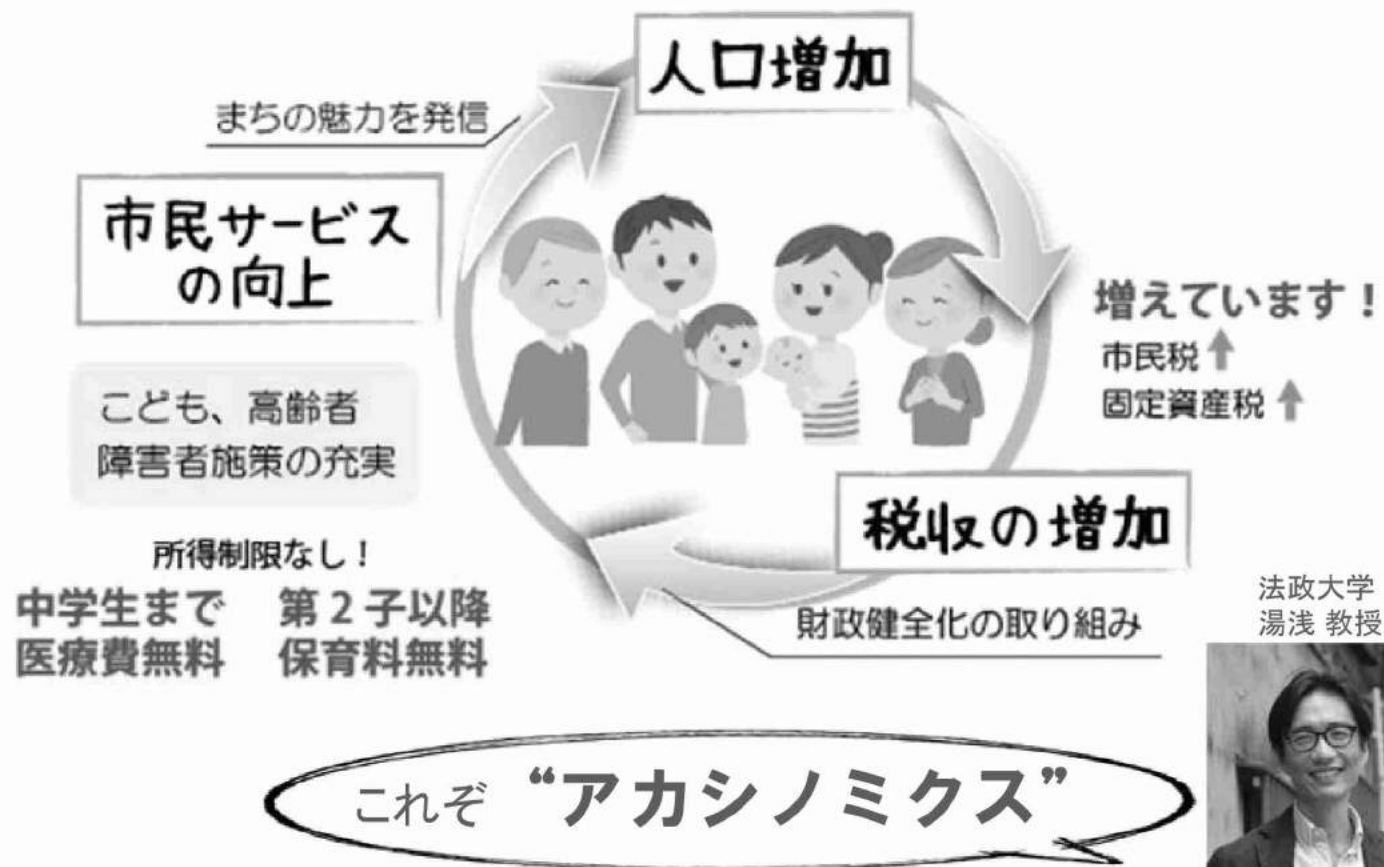 人口増加
まちの魅力を発信
市民サービス
の向上
増えています！
市民税↑
固定資産税↑
こども、高齢者
障害者施策の充実
税収の増加
所得制限なし！
中学生まで　第2子以降
医療費無料　保育料無料
財政健全化の取り組み
法政大学
湯浅 教授
これぞ “アカシノミクス”